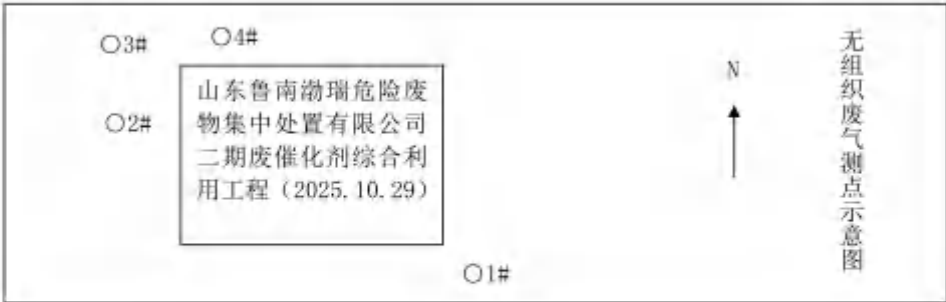 ○3#
○4#
○2#
山东鲁南渤瑞危险废
物集中处置有限公司
二期废催化剂综合利
用工程（2025.10.29）
○1#
N
无组织废气测点示意图